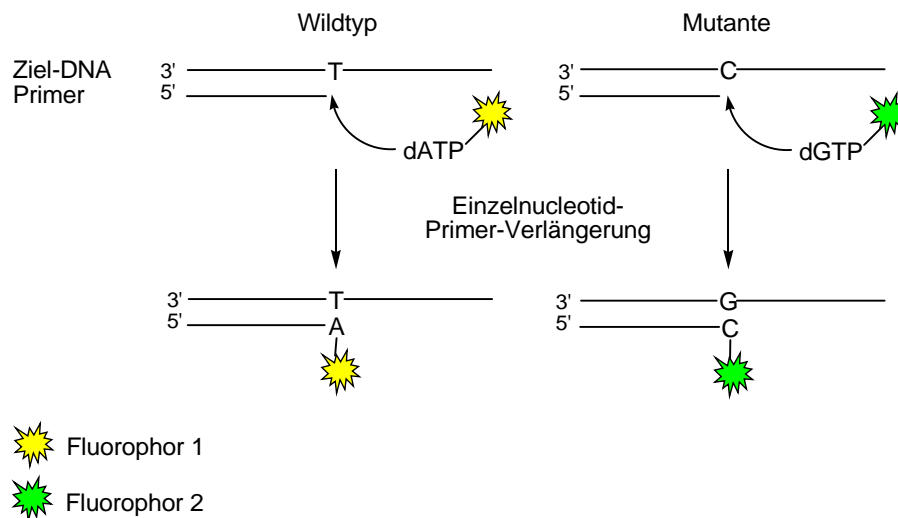 Wildtyp Mutante
Ziel-DNA 3' T 3' C
Primer 5' 5'
dATP dGTP
Einzelnucleotid-
Primer-Verlängerung
3' T 3' G
5' A 5' C
Fluorophor 1
Fluorophor 2